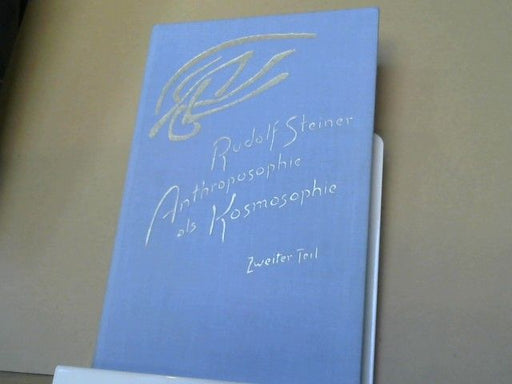 Rudolf Steiner
Anthroposophie
als Kosmosophie
Zweiter Teil